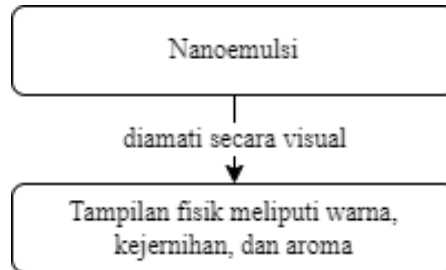 Nanoemulsi
diamati secara visual
Tampilan fisik meliputi warna,
kejernihan, dan aroma